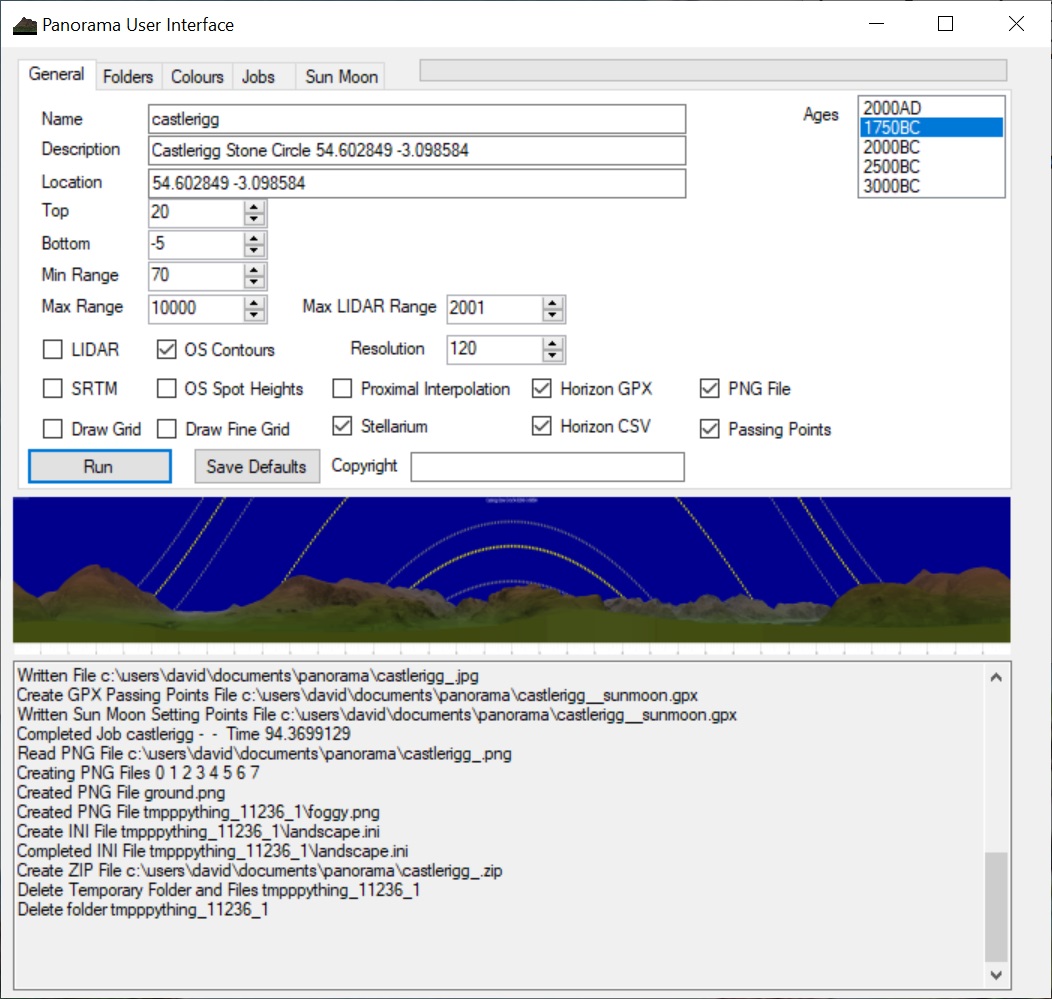 Panorama User Interface
General Folders Colours Jobs Sun Moon
Name castlerigg
Ages 2000AD
1750BC
2000BC
2500BC
3000BC
Description Castlerigg Stone Circle 54.602849 -3.098584
Location 54.602849 -3.098584
Top 20
Bottom -5
Min Range 70
Max Range 10000 Max LIDAR Range 2001
LIDAR OS Contours Resolution 120
SRTM OS Spot Heights Proximal Interpolation Horizon GPX PNG File
Draw Grid Draw Fine Grid Stellarium Horizon CSV Passing Points
Run Save Defaults Copyright
Written File c:\users\david\documents\panorama\castlerigg_.jpg
Create GPX Passing Points File c:\users\david\documents\panorama\castlerigg__sunmoon.gpx
Written Sun Moon Setting Points File c:\users\david\documents\panorama\castlerigg__sunmoon.gpx
Completed Job castlerigg - - Time 94.3699129
Read PNG File c:\users\david\documents\panorama\castlerigg_.png
Creating PNG Files 0 1 2 3 4 5 6 7
Created PNG File ground.png
Created PNG File tmpppything_11236_1\foggy.png
Create INI File tmpppything_11236_1\landscape.ini
Completed INI File tmpppything_11236_1\landscape.ini
Create ZIP File c:\users\david\documents\panorama\castlerigg_.zip
Delete Temporary Folder and Files tmpppything_11236_1
Delete folder tmpppything_11236_1